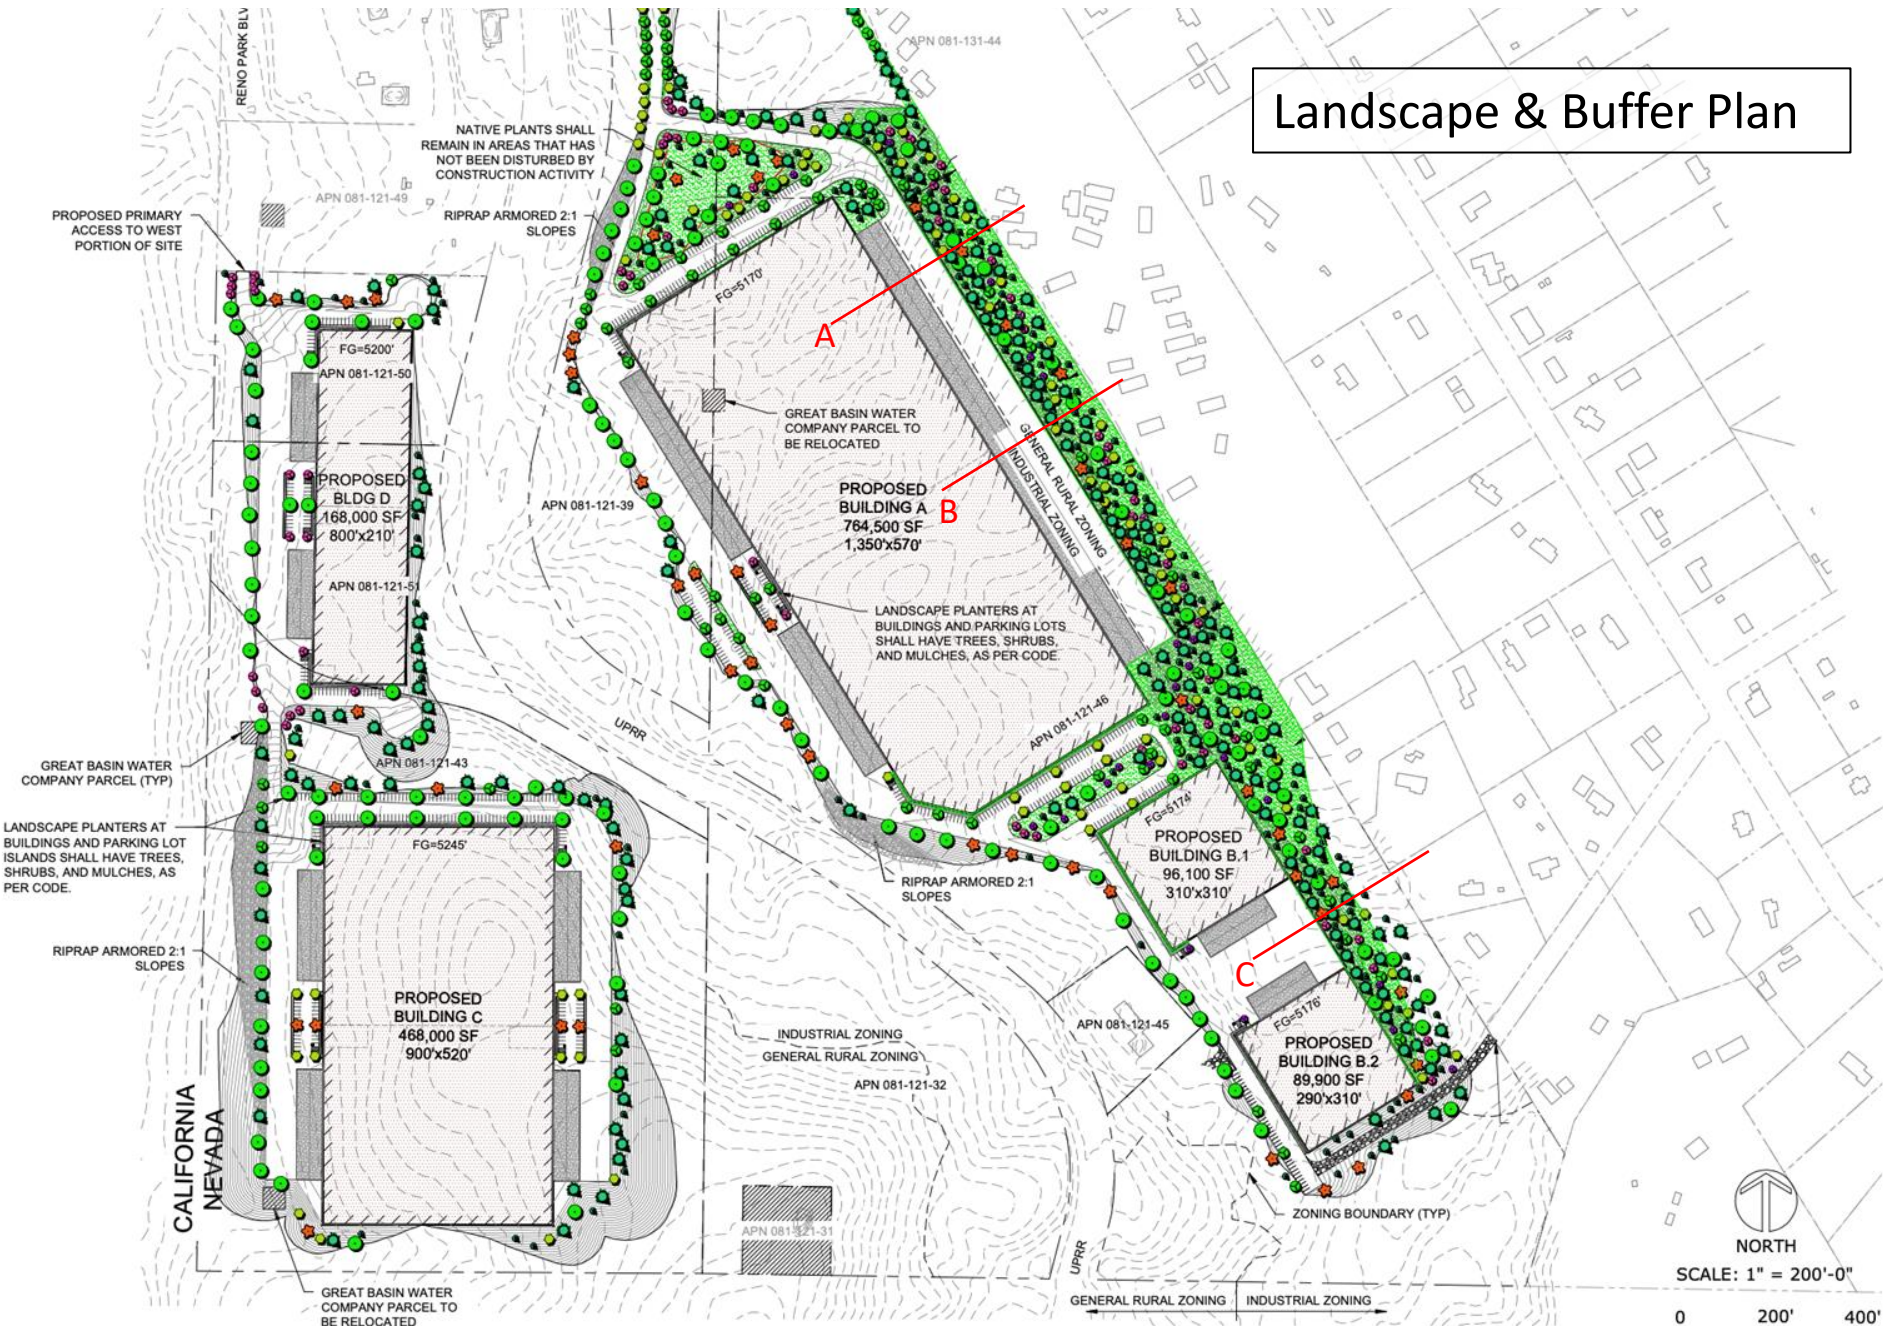 Landscape & Buffer Plan
RENO PARK BLV
APN 081-131-44
NATIVE PLANTS SHALL
REMAIN IN AREAS THAT HAS
NOT BEEN DISTURBED BY
CONSTRUCTION ACTIVITY
APN 081-121-49
PROPOSED PRIMARY
ACCESS TO WEST
PORTION OF SITE
RIPRAP ARMORED 2:1
SLOPES
FG=5170'
A
FG=5200'
APN 081-121-50
GREAT BASIN WATER
COMPANY PARCEL TO
BE RELOCATED
GENERAL RURAL ZONING
INDUSTRIAL ZONING
PROPOSED
BLDG D
168,000 SF
800'x210'
APN 081-121-39
PROPOSED
BUILDING A
764,500 SF
1,350'x570'
B
APN 081-121-51
LANDSCAPE PLANTERS AT
BUILDINGS AND PARKING LOTS
SHALL HAVE TREES, SHRUBS,
AND MULCHES, AS PER CODE.
APN 081-121-46
UPRR
GREAT BASIN WATER
COMPANY PARCEL (TYP)
APN 081-121-43
LANDSCAPE PLANTERS AT
BUILDINGS AND PARKING LOT
ISLANDS SHALL HAVE TREES,
SHRUBS, AND MULCHES, AS
PER CODE.
FG=5245'
FG=5174'
PROPOSED
BUILDING B.1
96,100 SF
310'x310'
RIPRAP ARMORED 2:1
SLOPES
RIPRAP ARMORED 2:1
SLOPES
C
PROPOSED
BUILDING C
468,000 SF
900'x520'
INDUSTRIAL ZONING
GENERAL RURAL ZONING
APN 081-121-45
FG=5176'
PROPOSED
BUILDING B.2
89,900 SF
290'x310'
APN 081-121-32
CALIFORNIA
NEVADA
APN 081-121-31
ZONING BOUNDARY (TYP)
UPRR
NORTH
SCALE: 1" = 200'-0"
GREAT BASIN WATER
COMPANY PARCEL TO
BE RELOCATED
GENERAL RURAL ZONING
INDUSTRIAL ZONING
0 200' 400'